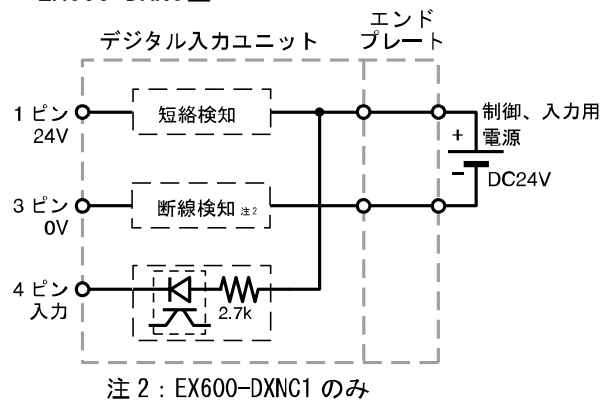 エンド
プレート
デジタル入力ユニット
1 ピン
24V
短絡検知
制御、入力用
電源
+
-
DC24V
3 ピン
0V
断線検知 注2
4 ピン
入力
2.7k
注 2 : EX600-DXNC1 のみ